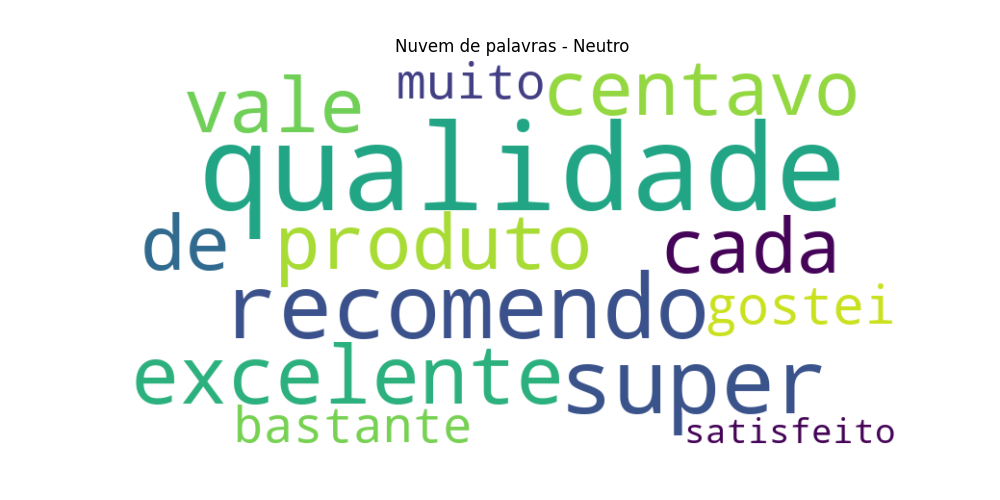 Nuvem de palavras - Neutro
muito
vale centavo
qualidade
de produto cada
recomendo gostei
excelente super
bastante satisfeito